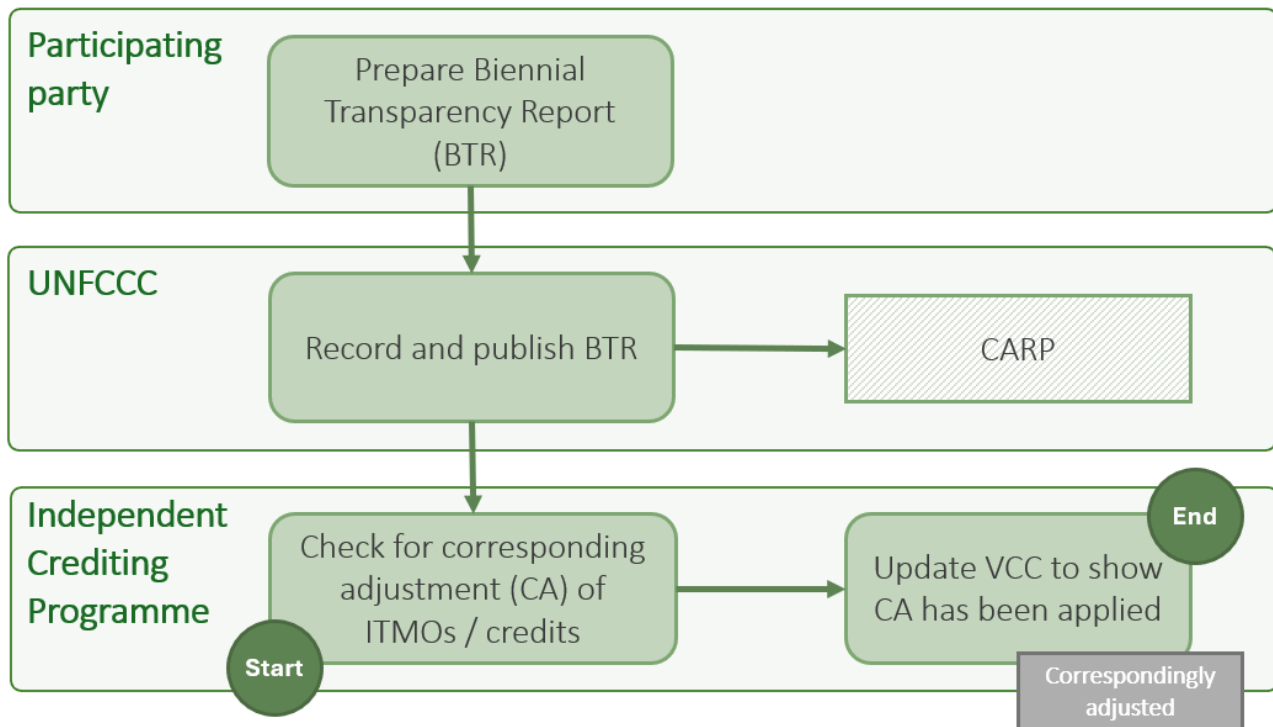 Participating
party
Prepare Biennial
Transparency Report
(BTR)
UNFCCC
Record and publish BTR
CARP
Independent
Crediting
Programme
Check for corresponding
adjustment (CA) of
ITMOs / credits
Start
Update VCC to show
CA has been applied
End
Correspondingly
adjusted